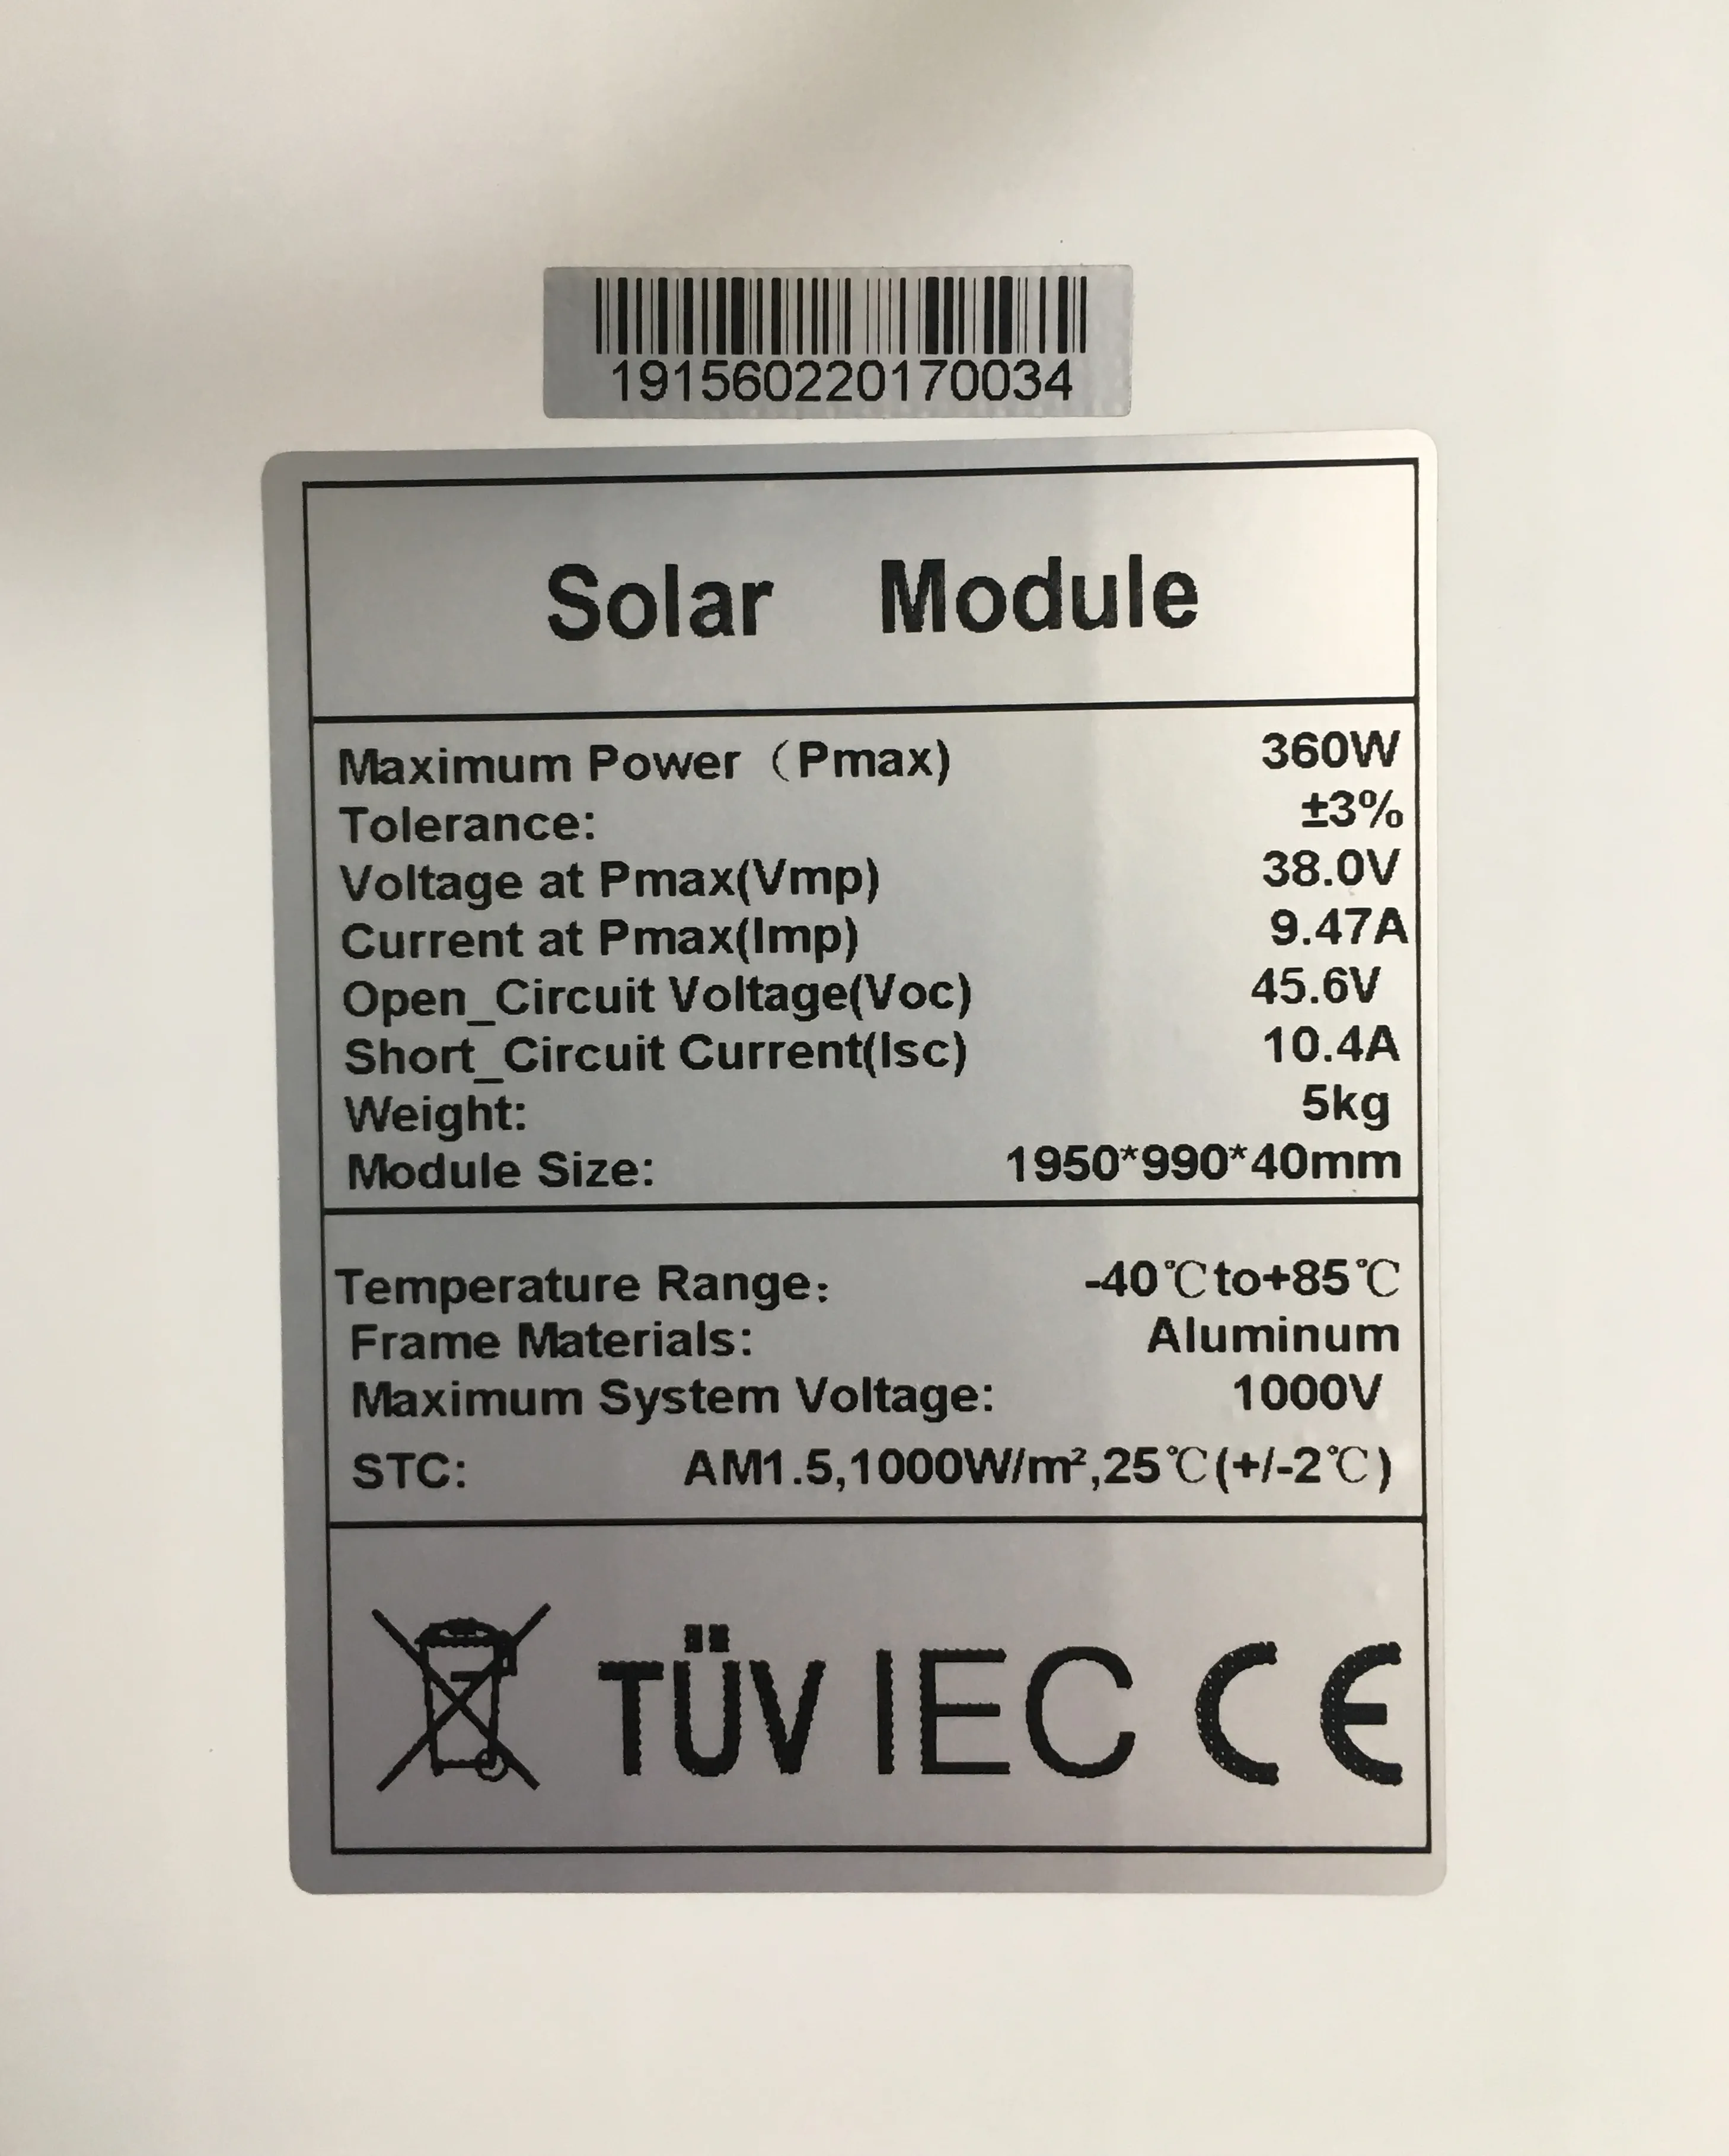 191560220170034
Solar Module
Maximum Power（Pmax) 360W
Tolerance: ±3%
Voltage at Pmax(Vmp) 38.0V
Current at Pmax(Imp) 9.47A
Open_Circuit Voltage(Voc) 45.6V
Short_Circuit Current(Isc) 10.4A
Weight: 5kg
Module Size: 1950*990*40mm
Temperature Range： -40℃to+85℃
Frame Materials: Aluminum
Maximum System Voltage: 1000V
STC: AM1.5,1000W/m²,25℃(+/-2℃)
TÜV IEC CE